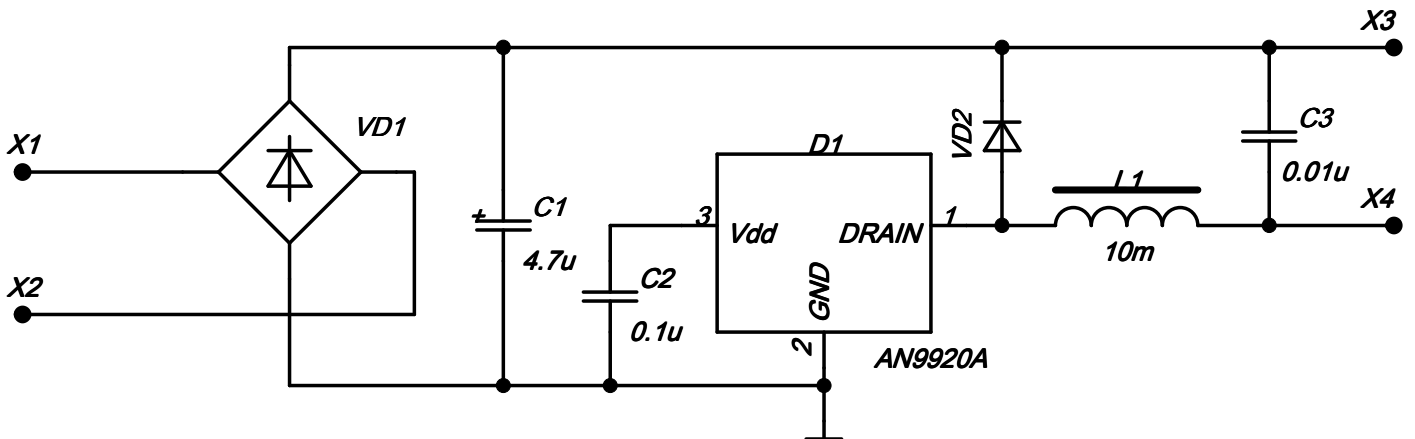 X3
VD1
D1
VD2
C3
X1
0.01u
+
C1
3
Vdd
DRAIN
1
L1
X4
4.7u
C2
10m
X2
GND
0.1u
2
AN9920A